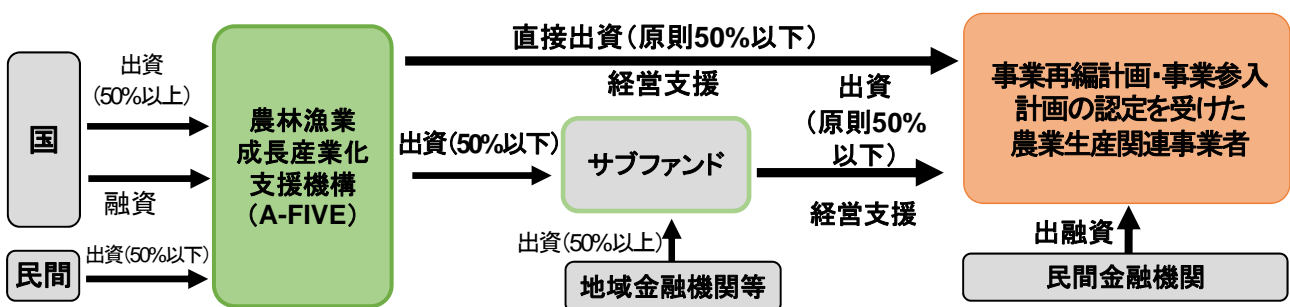 国
出資
(50%以上)
融資
民間
出資(50%以下)
農林漁業
成長産業化
支援機構
(A-FIVE)
直接出資(原則50%以下)
経営支援
出資(50%以下)
サブファンド
出資(50%以上)
地域金融機関等
出資
(原則50%
以下)
経営支援
事業再編計画・事業参入
計画の認定を受けた
農業生産関連事業者
出融資
民間金融機関